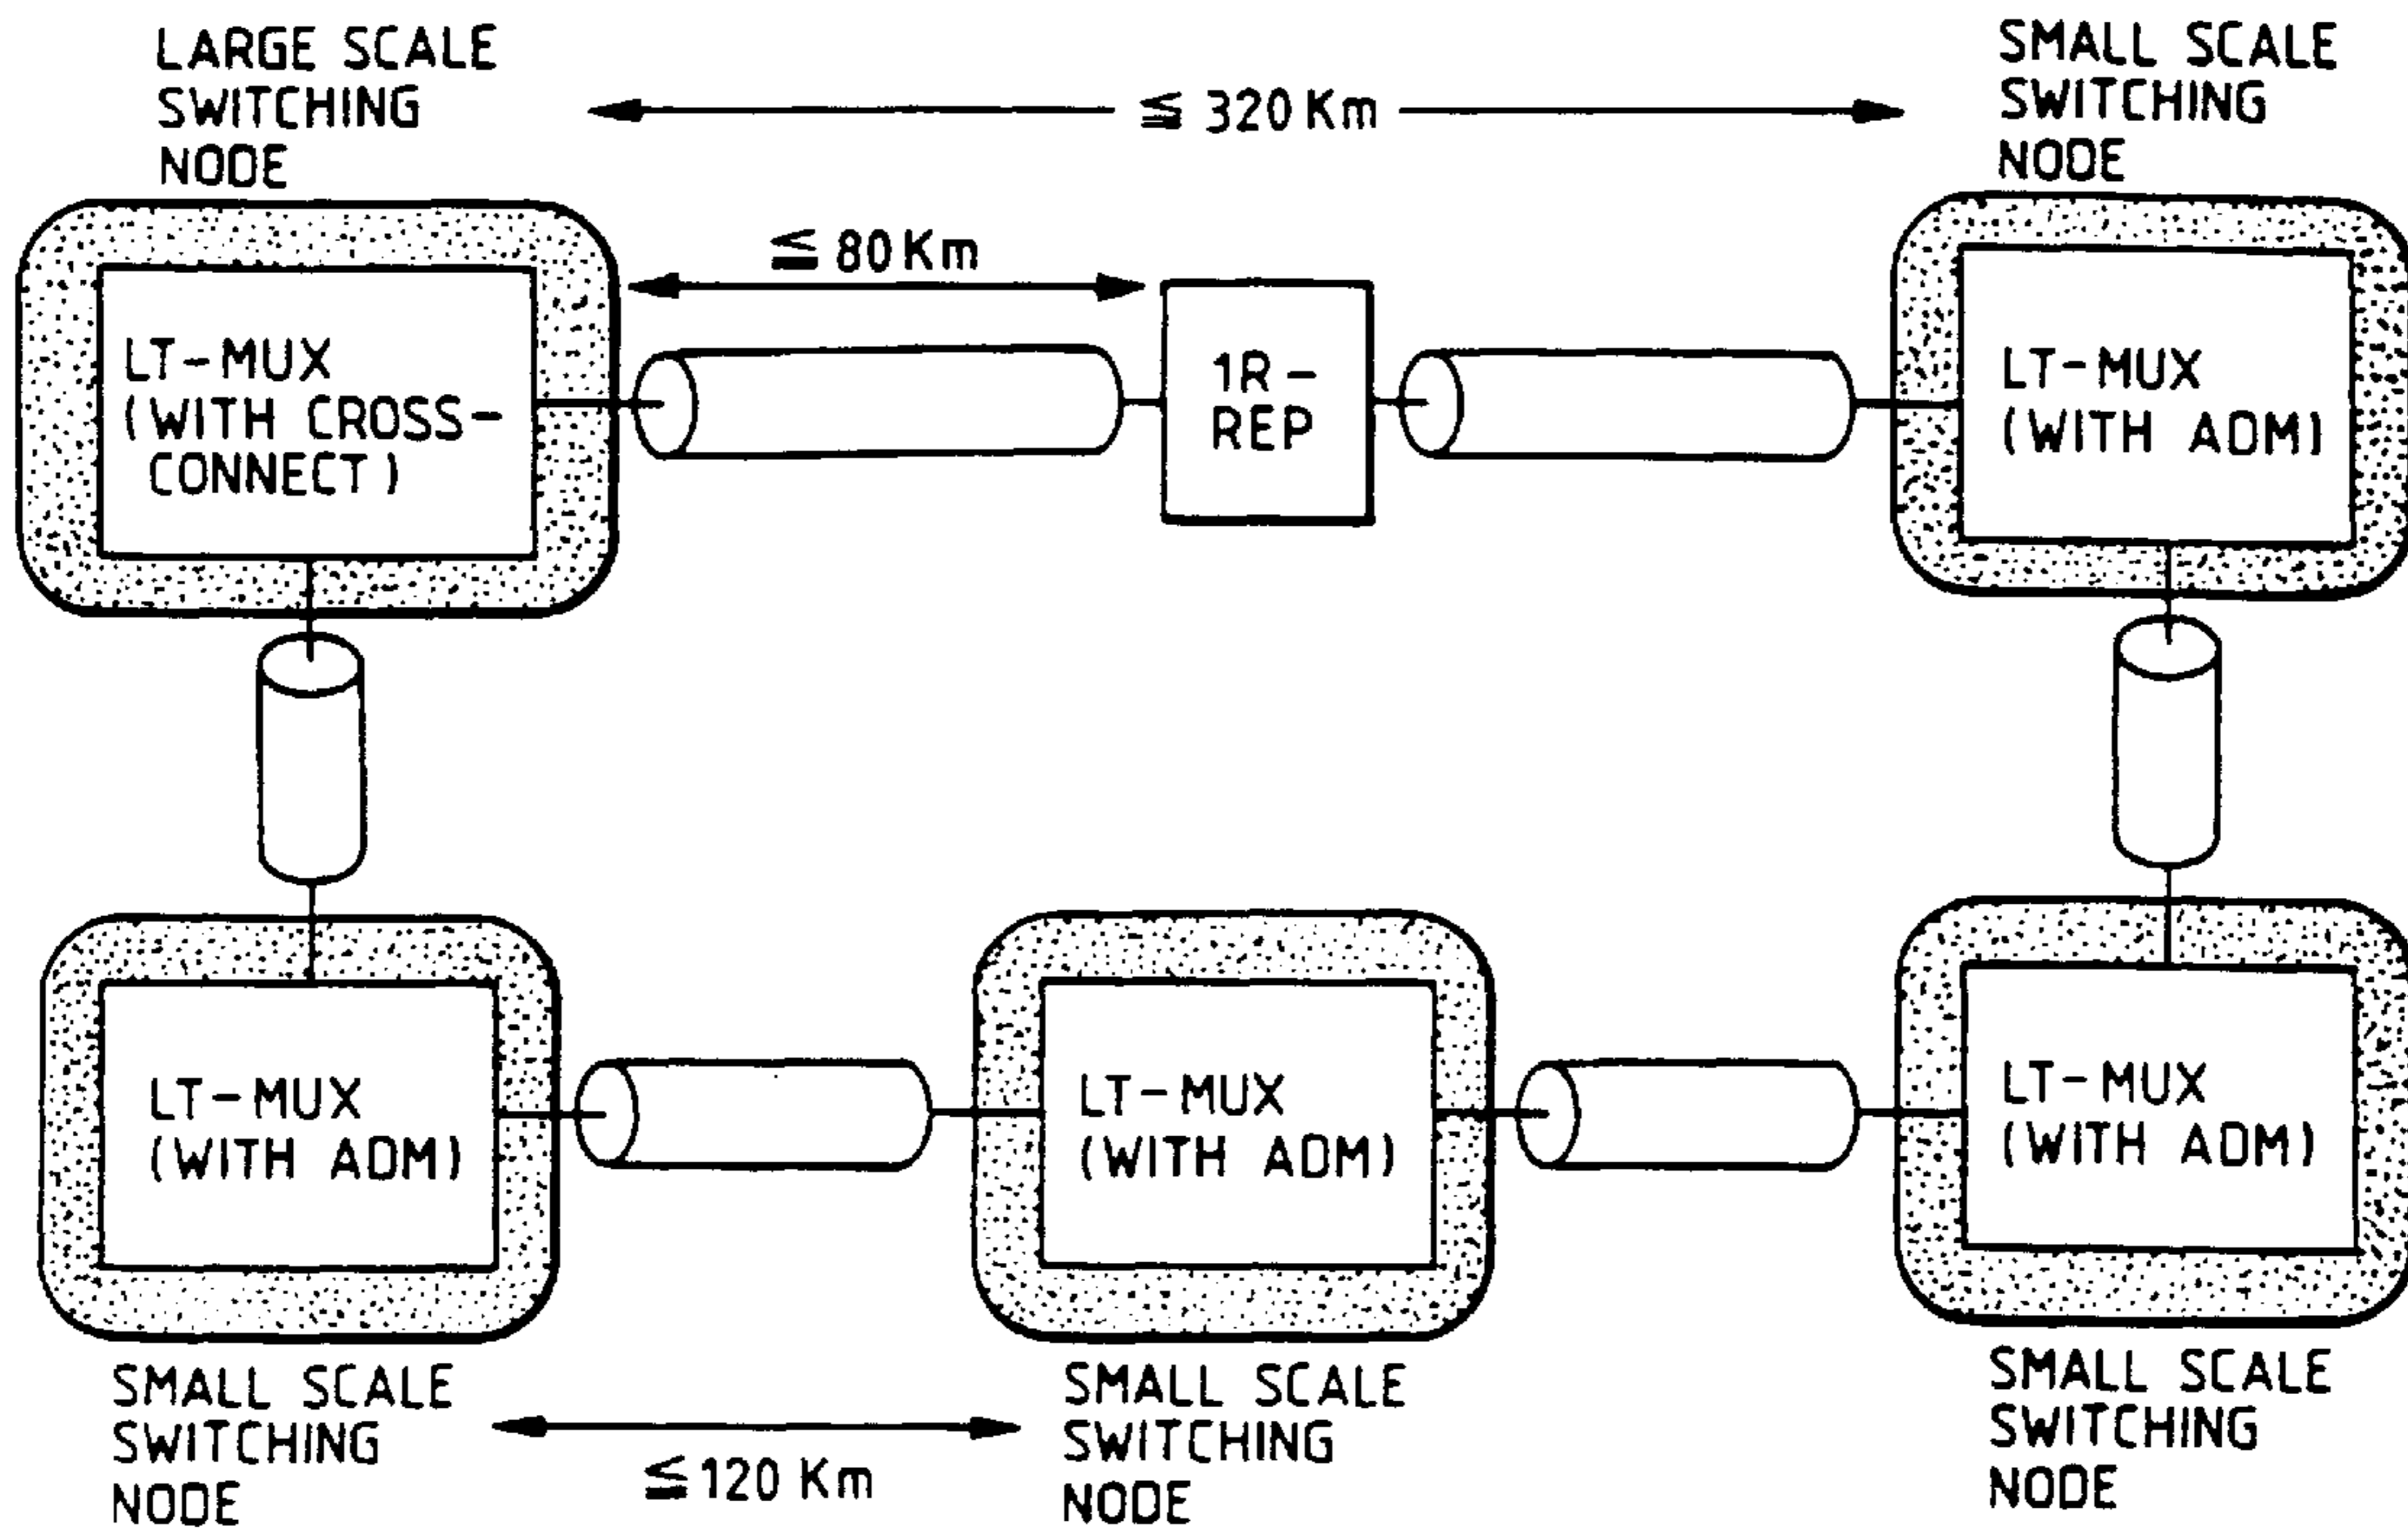 LARGE SCALE
SWITCHING
NODE
≦ 320 Km
SMALL SCALE
SWITCHING
NODE
≦ 80 Km
LT-MUX
(WITH CROSS-
CONNECT)
1R-
REP
LT-MUX
(WITH ADM)
LT-MUX
(WITH ADM)
LT-MUX
(WITH ADM)
LT-MUX
(WITH ADM)
SMALL SCALE
SWITCHING
NODE
≦ 120 Km
SMALL SCALE
SWITCHING
NODE
SMALL SCALE
SWITCHING
NODE